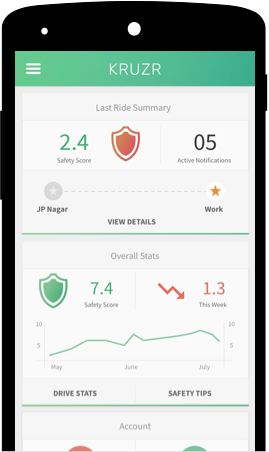 KRUZR
Last Ride Summary
2.4 05
Safety Score Active Notifications
JP Nagar Work
VIEW DETAILS
Overall Stats
7.4 1.3
Safety Score This Week
10 10
5 5
May June July
DRIVE STATS SAFETY TIPS
Account